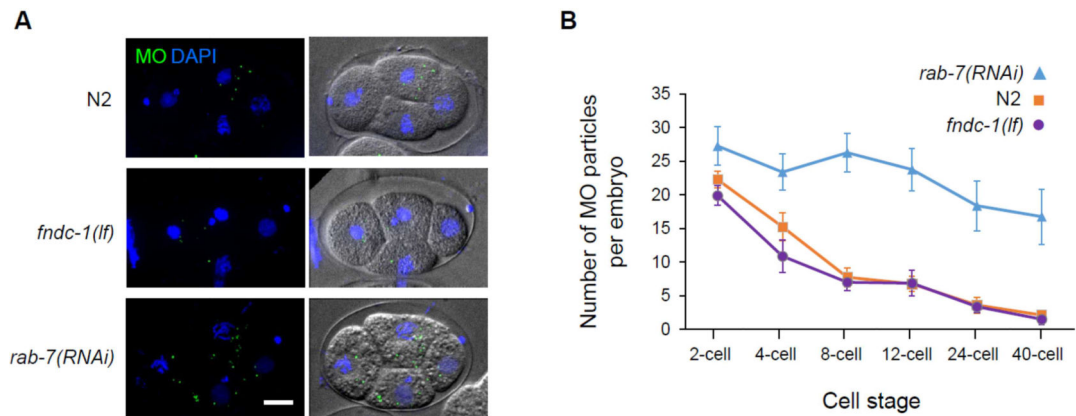 A
MO DAPI
N2
fndc-1(lf)
rab-7(RNAi)
B
rab-7(RNAi)
N2
fndc-1(lf)
Number of MO particles
per embryo
35
30
25
20
15
10
5
0
2-cell 4-cell 8-cell 12-cell 24-cell 40-cell
Cell stage